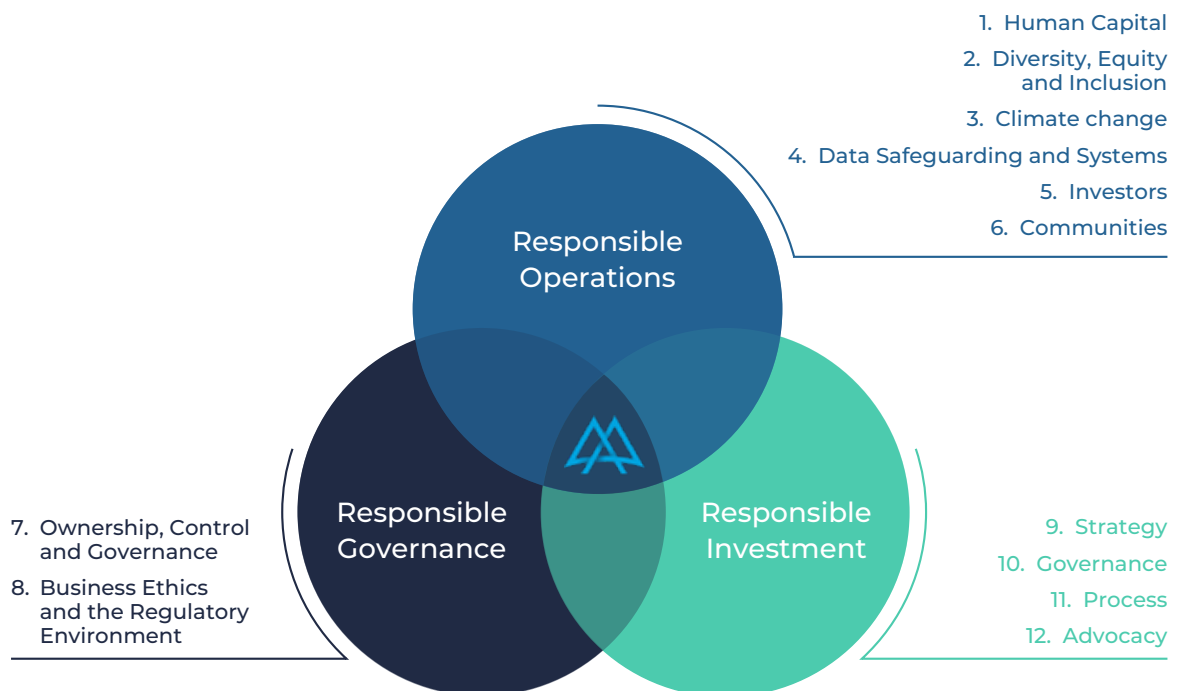 1. Human Capital
2. Diversity, Equity
and Inclusion
3. Climate change
4. Data Safeguarding and Systems
5. Investors
6. Communities
Responsible
Operations
Responsible
Governance
Responsible
Investment
7. Ownership, Control
and Governance
8. Business Ethics
and the Regulatory
Environment
9. Strategy
10. Governance
11. Process
12. Advocacy